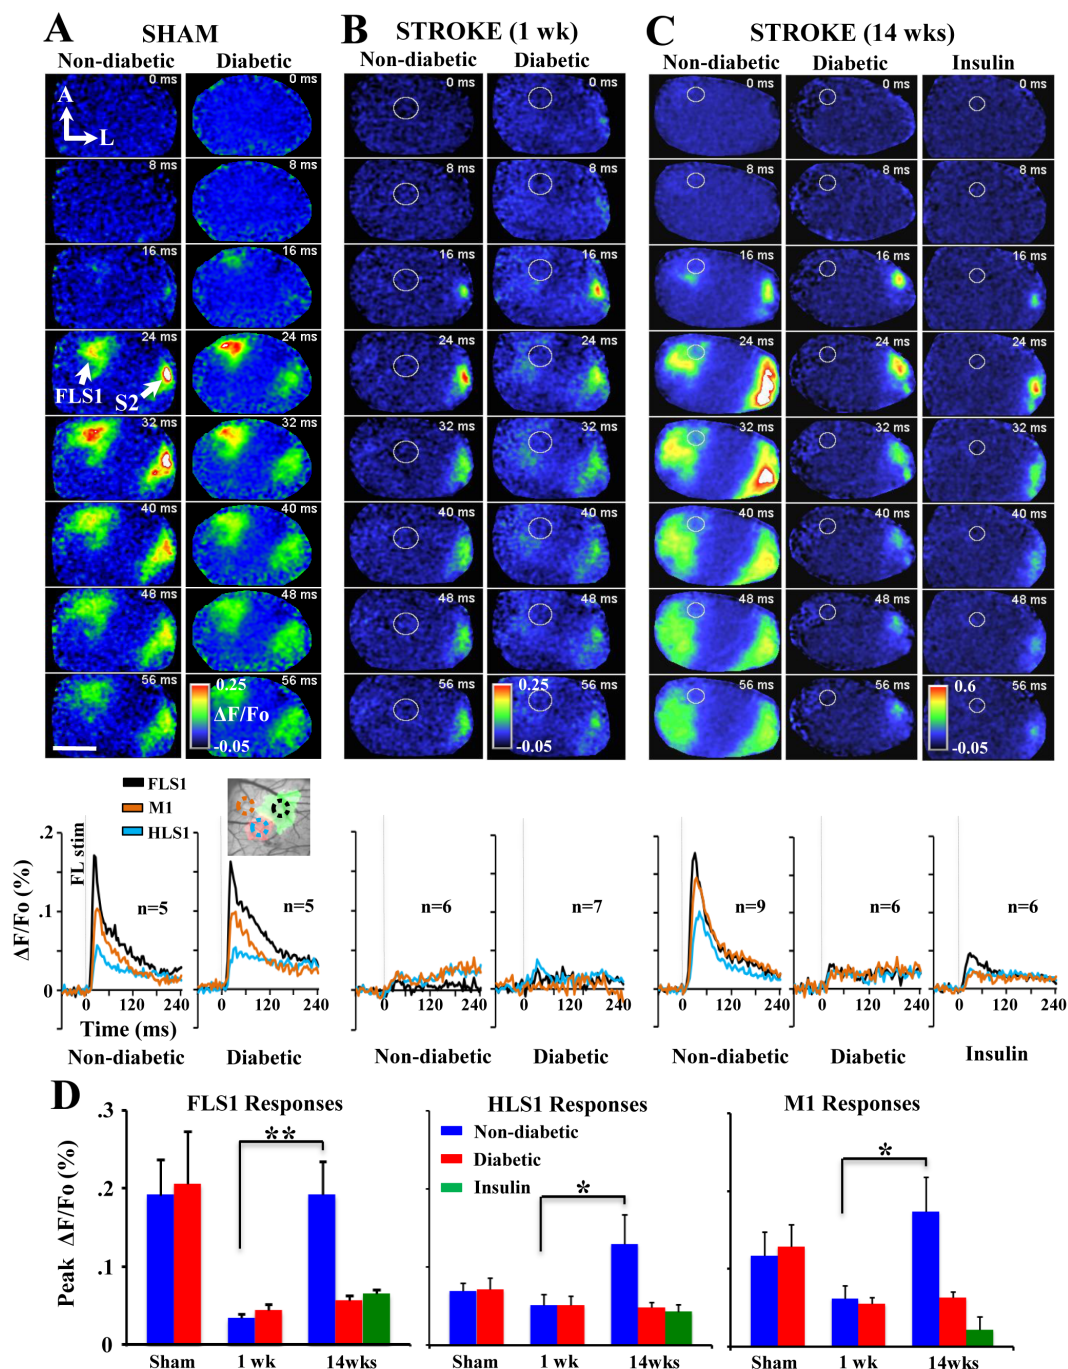 A SHAM
Non-diabetic Diabetic
B STROKE (1 wk)
Non-diabetic Diabetic
C STROKE (14 wks)
Non-diabetic Diabetic Insulin
0 ms 0 ms 0 ms 0 ms 0 ms 0 ms 0 ms
A
L
8 ms 8 ms 8 ms 8 ms 8 ms 8 ms 8 ms
16 ms 16 ms 16 ms 16 ms 16 ms 16 ms 16 ms
24 ms 24 ms 24 ms 24 ms 24 ms 24 ms 24 ms
FLS1
S2
32 ms 32 ms 32 ms 32 ms 32 ms 32 ms 32 ms
40 ms 40 ms 40 ms 40 ms 40 ms 40 ms 40 ms
48 ms 48 ms 48 ms 48 ms 48 ms 48 ms 48 ms
56 ms 56 ms 56 ms 56 ms 56 ms 56 ms 56 ms
0.25 0.25 0.6
ΔF/Fo
-0.05 -0.05 -0.05
FLS1
M1
HLS1
ΔF/Fo (%)
.2
.1
0
FL stim
n=5 n=5 n=6 n=7 n=9 n=6 n=6
0 120 240 0 120 240 0 120 240 0 120 240 0 120 240 0 120 240 0 120 240
Time (ms)
Non-diabetic Diabetic Non-diabetic Diabetic Non-diabetic Diabetic Insulin
D
FLS1 Responses HLS1 Responses M1 Responses
Peak ΔF/Fo (%)
.3
.2
.1
0
**
*
*
Non-diabetic
Diabetic
Insulin
Sham 1 wk 14wks Sham 1 wk 14wks Sham 1 wk 14wks